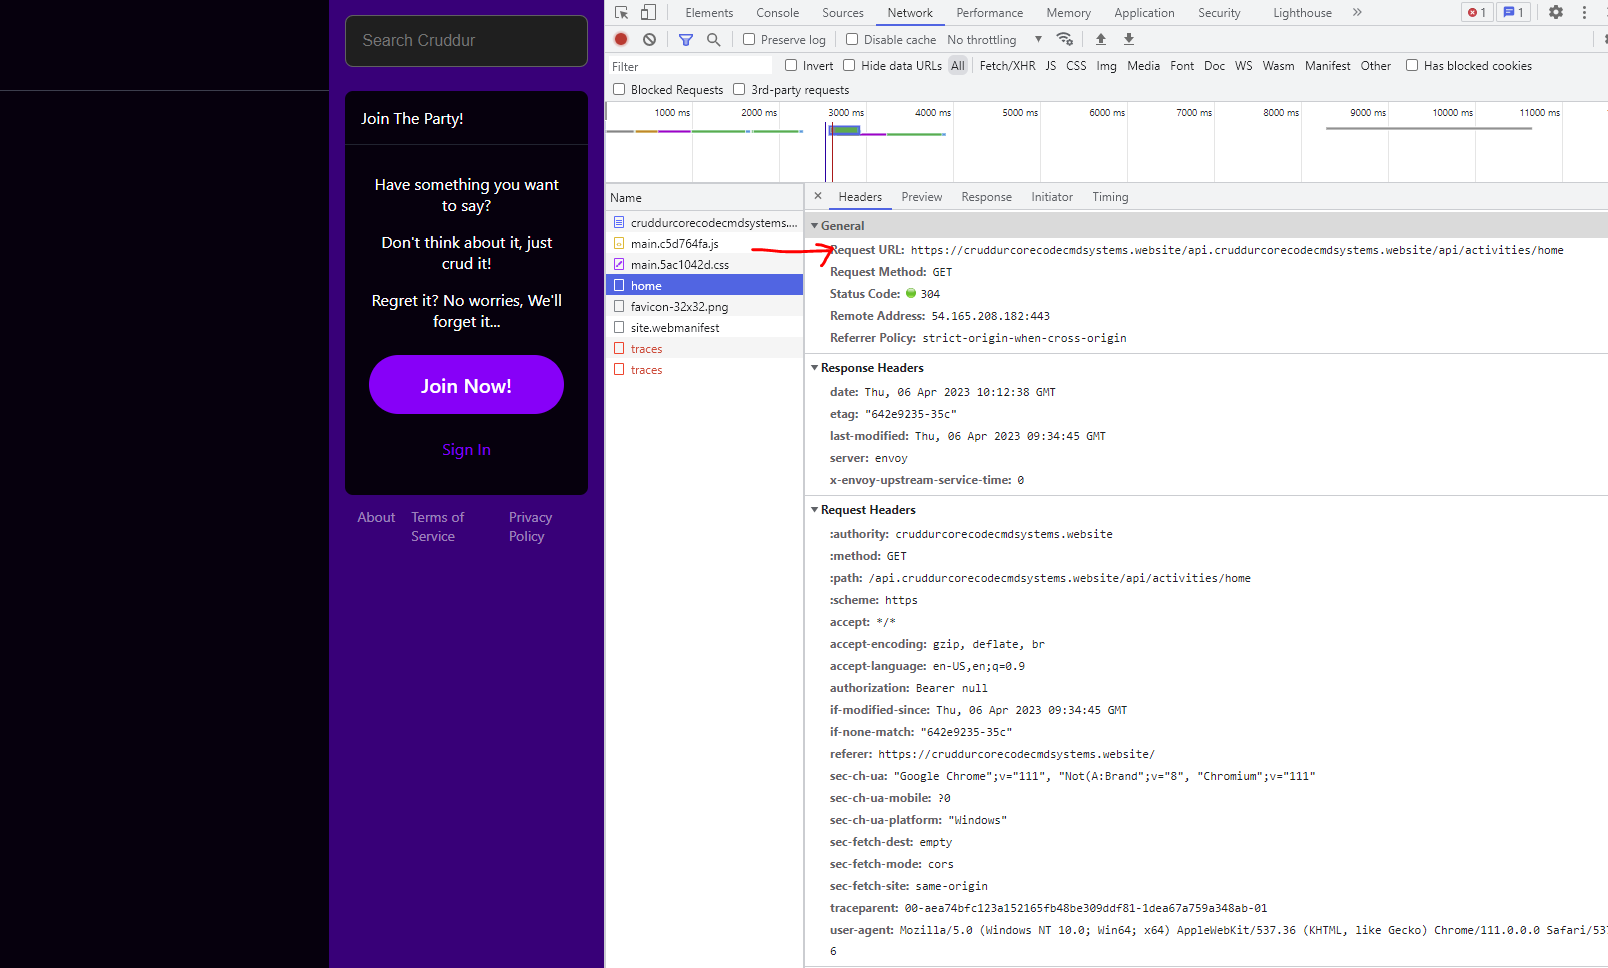 Search Cruddur
Join The Party!
Have something you want
to say?
Don't think about it, just
crud it!
Regret it? No worries, We'll
forget it...
Join Now!
Sign In
About
Terms of
Service
Privacy
Policy
Elements Console Sources Network Performance Memory Application Security Lighthouse » 1 1
Preserve log Disable cache No throttling
Filter Invert Hide data URLs All Fetch/XHR JS CSS Img Media Font Doc WS Wasm Manifest Other Has blocked cookies
Blocked Requests 3rd-party requests
1000 ms 2000 ms 3000 ms 4000 ms 5000 ms 6000 ms 7000 ms 8000 ms 9000 ms 10000 ms 11000 ms
Name
cruddurcorecodecmdsystems....
main.c5d764fa.js
main.5ac1042d.css
home
favicon-32x32.png
site.webmanifest
traces
traces
× Headers Preview Response Initiator Timing
General
Request URL: https://cruddurcorecodecmdsystems.website/api.cruddurcorecodecmdsystems.website/api/activities/home
Request Method: GET
Status Code: 304
Remote Address: 54.165.208.182:443
Referrer Policy: strict-origin-when-cross-origin
Response Headers
date: Thu, 06 Apr 2023 10:12:38 GMT
etag: "642e9235-35c"
last-modified: Thu, 06 Apr 2023 09:34:45 GMT
server: envoy
x-envoy-upstream-service-time: 0
Request Headers
:authority: cruddurcorecodecmdsystems.website
:method: GET
:path: /api.cruddurcorecodecmdsystems.website/api/activities/home
:scheme: https
accept: */*
accept-encoding: gzip, deflate, br
accept-language: en-US,en;q=0.9
authorization: Bearer null
if-modified-since: Thu, 06 Apr 2023 09:34:45 GMT
if-none-match: "642e9235-35c"
referer: https://cruddurcorecodecmdsystems.website/
sec-ch-ua: "Google Chrome";v="111", "Not(A:Brand";v="8", "Chromium";v="111"
sec-ch-ua-mobile: ?0
sec-ch-ua-platform: "Windows"
sec-fetch-dest: empty
sec-fetch-mode: cors
sec-fetch-site: same-origin
traceparent: 00-aea74bfc123a152165fb48be309ddf81-1dea67a759a348ab-01
user-agent: Mozilla/5.0 (Windows NT 10.0; Win64; x64) AppleWebKit/537.36 (KHTML, like Gecko) Chrome/111.0.0.0 Safari/537
6